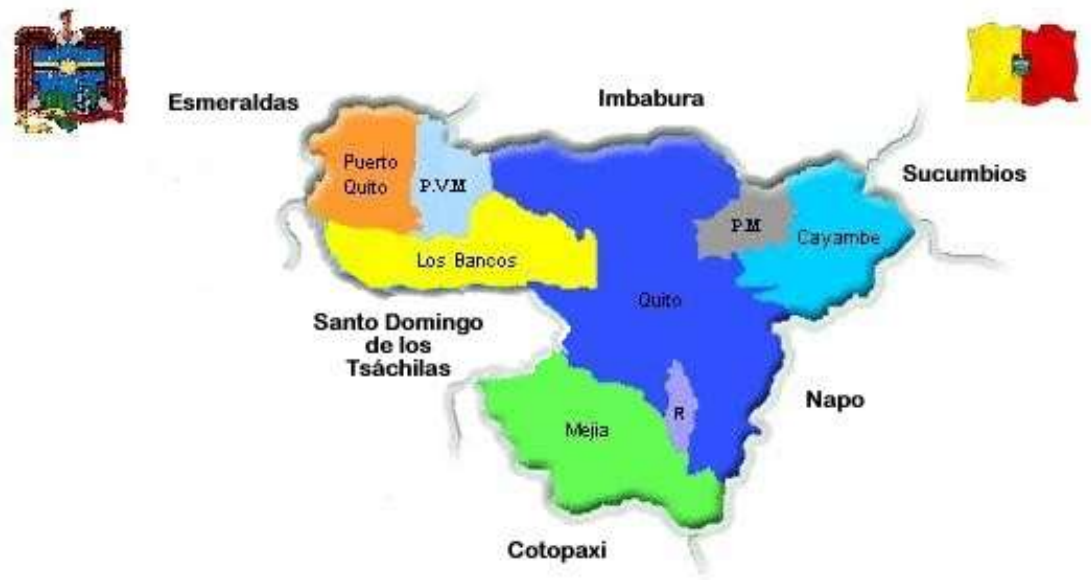 Esmeraldas
Imbabura
Sucumbios
Puerto
Quito
P.V.M
P.M
Cayambe
Los Bancos
Quito
Santo Domingo
de los
Tsáchilas
Napo
R
Mejia
Cotopaxi